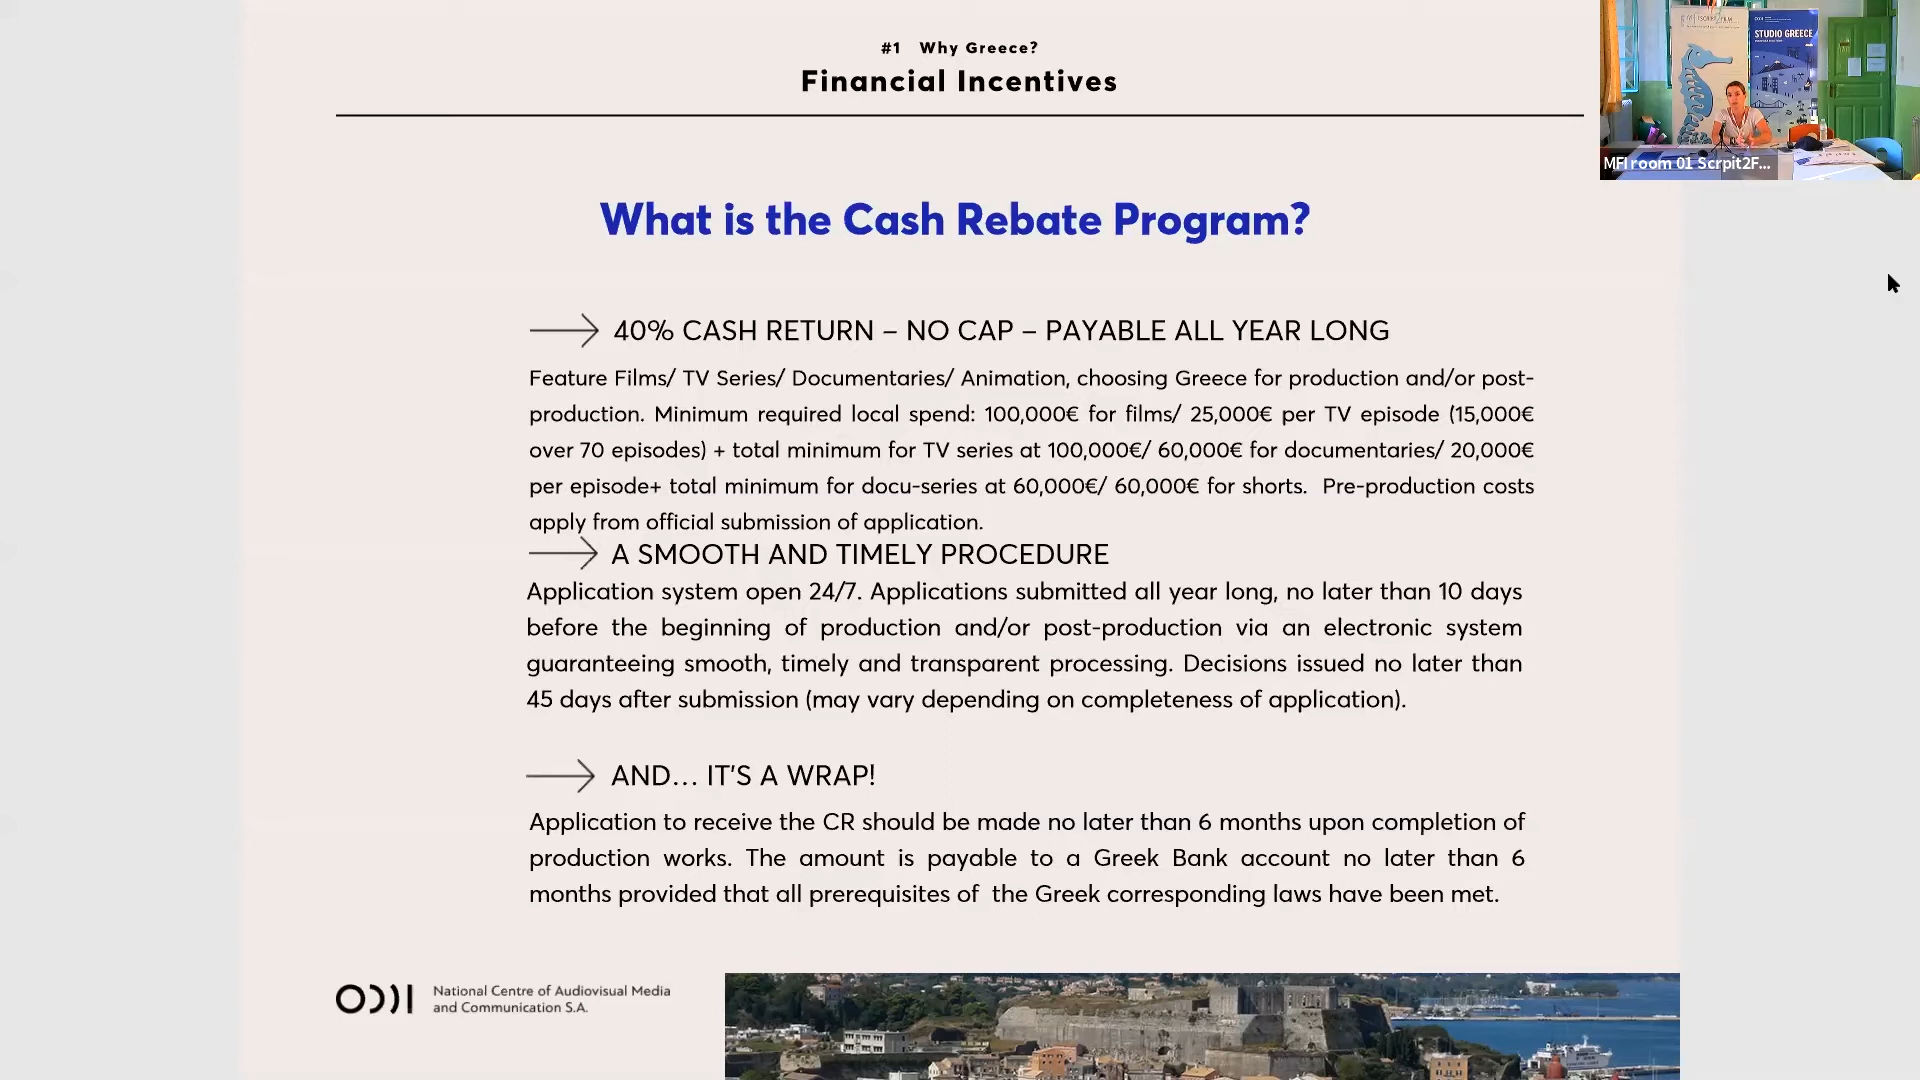 #1 Why Greece?
Financial Incentives
STUDIO GREECE
MFI room 01 Scrpit2F...
What is the Cash Rebate Program?
40% CASH RETURN – NO CAP – PAYABLE ALL YEAR LONG
Feature Films/ TV Series/ Documentaries/ Animation, choosing Greece for production and/or post-
production. Minimum required local spend: 100,000€ for films/ 25,000€ per TV episode (15,000€
over 70 episodes) + total minimum for TV series at 100,000€/ 60,000€ for documentaries/ 20,000€
per episode+ total minimum for docu-series at 60,000€/ 60,000€ for shorts. Pre-production costs
apply from official submission of application.
A SMOOTH AND TIMELY PROCEDURE
Application system open 24/7. Applications submitted all year long, no later than 10 days
before the beginning of production and/or post-production via an electronic system
guaranteeing smooth, timely and transparent processing. Decisions issued no later than
45 days after submission (may vary depending on completeness of application).
AND... IT'S A WRAP!
Application to receive the CR should be made no later than 6 months upon completion of
production works. The amount is payable to a Greek Bank account no later than 6
months provided that all prerequisites of the Greek corresponding laws have been met.
National Centre of Audiovisual Media
and Communication S.A.